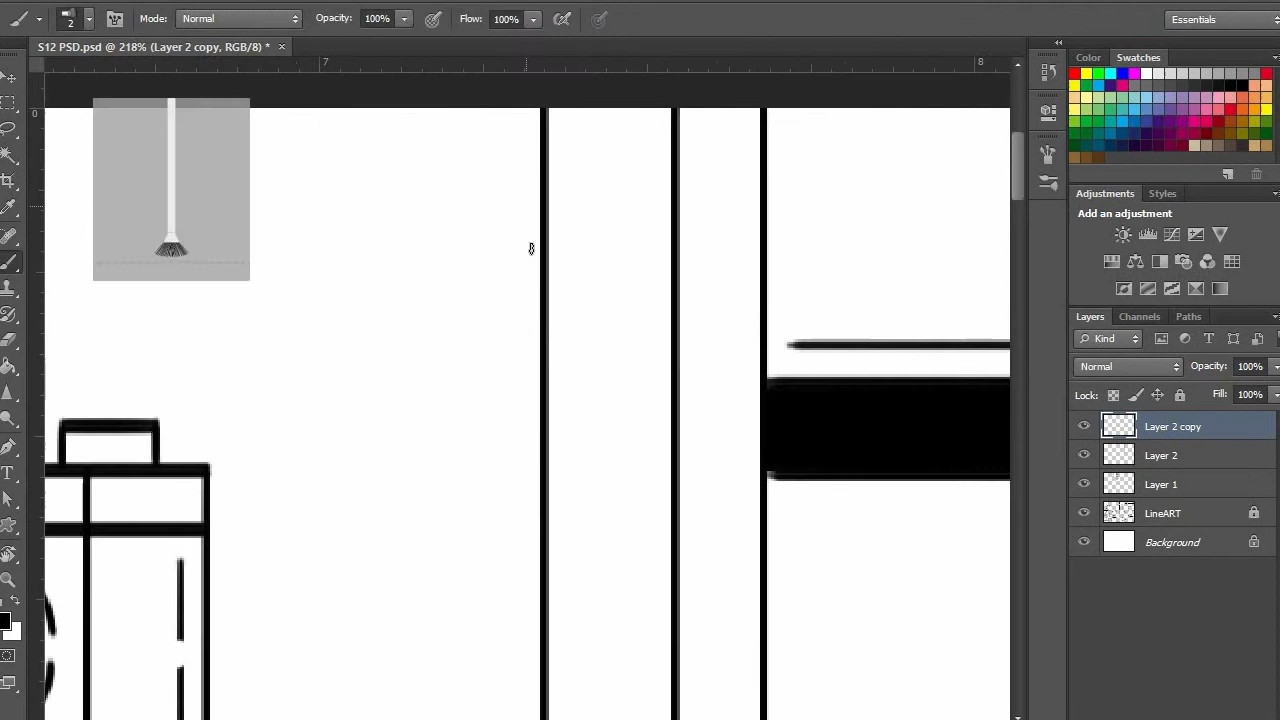 2 Mode: Normal Opacity: 100% Flow: 100% Essentials
S12 PSD.psd @ 218% (Layer 2 copy, RGB/8) * ×
7 8
0
Color Swatches
Adjustments Styles
Add an adjustment
Layers Channels Paths
Kind
Normal Opacity: 100%
Lock: Fill: 100%
Layer 2 copy
Layer 2
Layer 1
LineART
Background